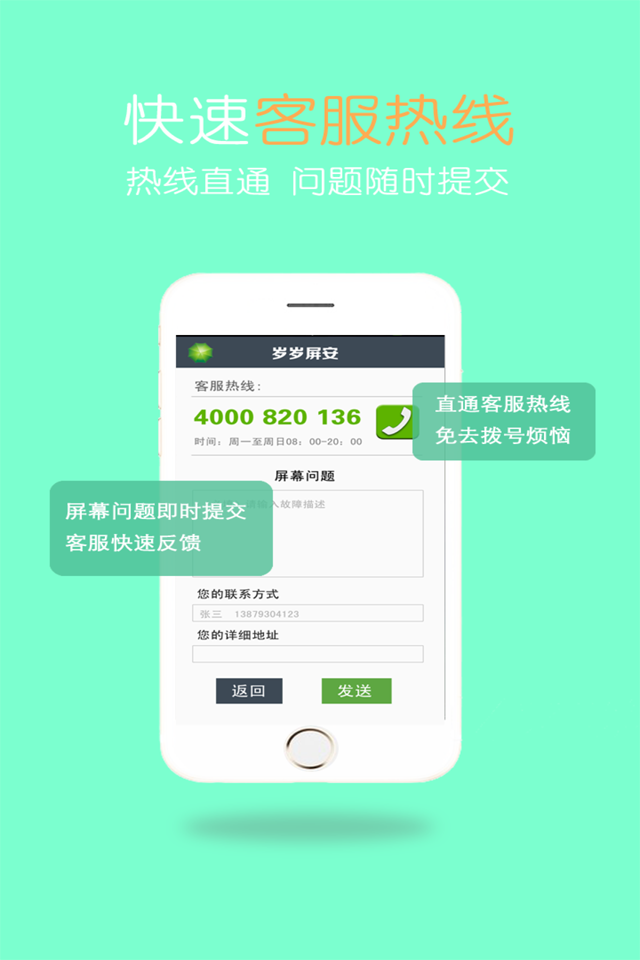 快速客服热线
热线直通 问题随时提交
岁岁屏安
客服热线:
4000 820 136
时间: 周一至周日08: 00-20: 00
直通客服热线
免去拨号烦恼
屏幕问题
入故障描述
屏幕问题即时提交
客服快速反馈
您的联系方式
张三 13879304123
您的详细地址
返回
发送